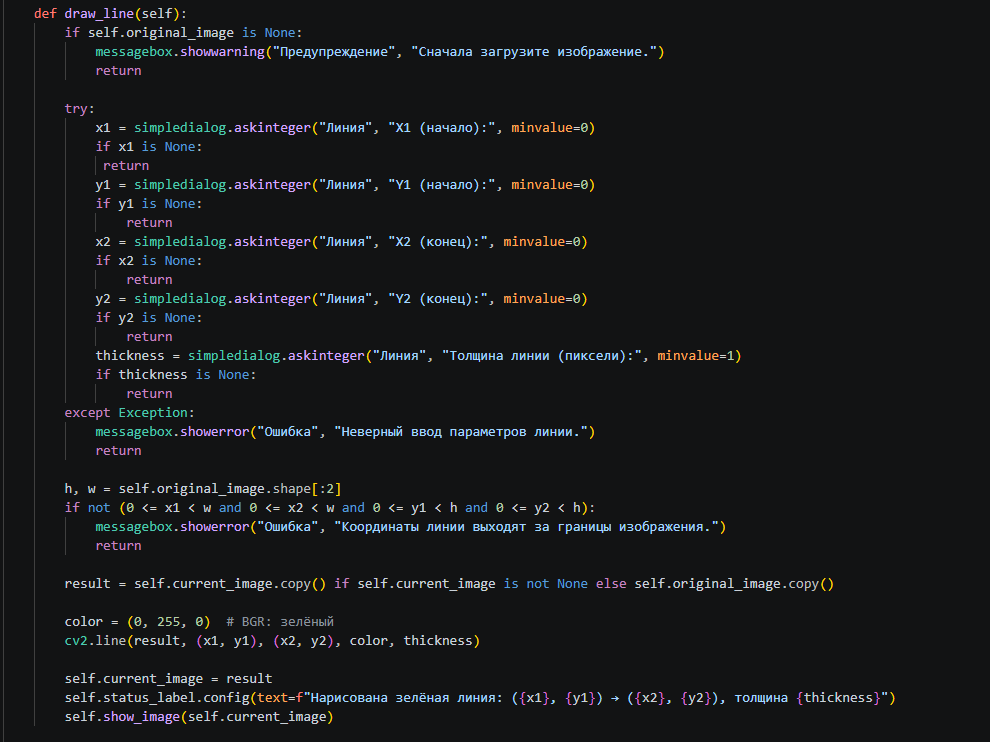 def draw_line(self):
    if self.original_image is None:
        messagebox.showwarning("Предупреждение", "Сначала загрузите изображение.")
        return

    try:
        x1 = simpledialog.askinteger("Линия", "X1 (начало):", minvalue=0)
        if x1 is None:
         return
        y1 = simpledialog.askinteger("Линия", "Y1 (начало):", minvalue=0)
        if y1 is None:
            return
        x2 = simpledialog.askinteger("Линия", "X2 (конец):", minvalue=0)
        if x2 is None:
            return
        y2 = simpledialog.askinteger("Линия", "Y2 (конец):", minvalue=0)
        if y2 is None:
            return
        thickness = simpledialog.askinteger("Линия", "Толщина линии (пиксели):", minvalue=1)
        if thickness is None:
            return
    except Exception:
        messagebox.showerror("Ошибка", "Неверный ввод параметров линии.")
        return

    h, w = self.original_image.shape[:2]
    if not (0 <= x1 < w and 0 <= x2 < w and 0 <= y1 < h and 0 <= y2 < h):
        messagebox.showerror("Ошибка", "Координаты линии выходят за границы изображения.")
        return

    result = self.current_image.copy() if self.current_image is not None else self.original_image.copy()

    color = (0, 255, 0)  # BGR: зелёный
    cv2.line(result, (x1, y1), (x2, y2), color, thickness)

    self.current_image = result
    self.status_label.config(text=f"Нарисована зелёная линия: ({x1}, {y1}) → ({x2}, {y2}), толщина {thickness}")
    self.show_image(self.current_image)